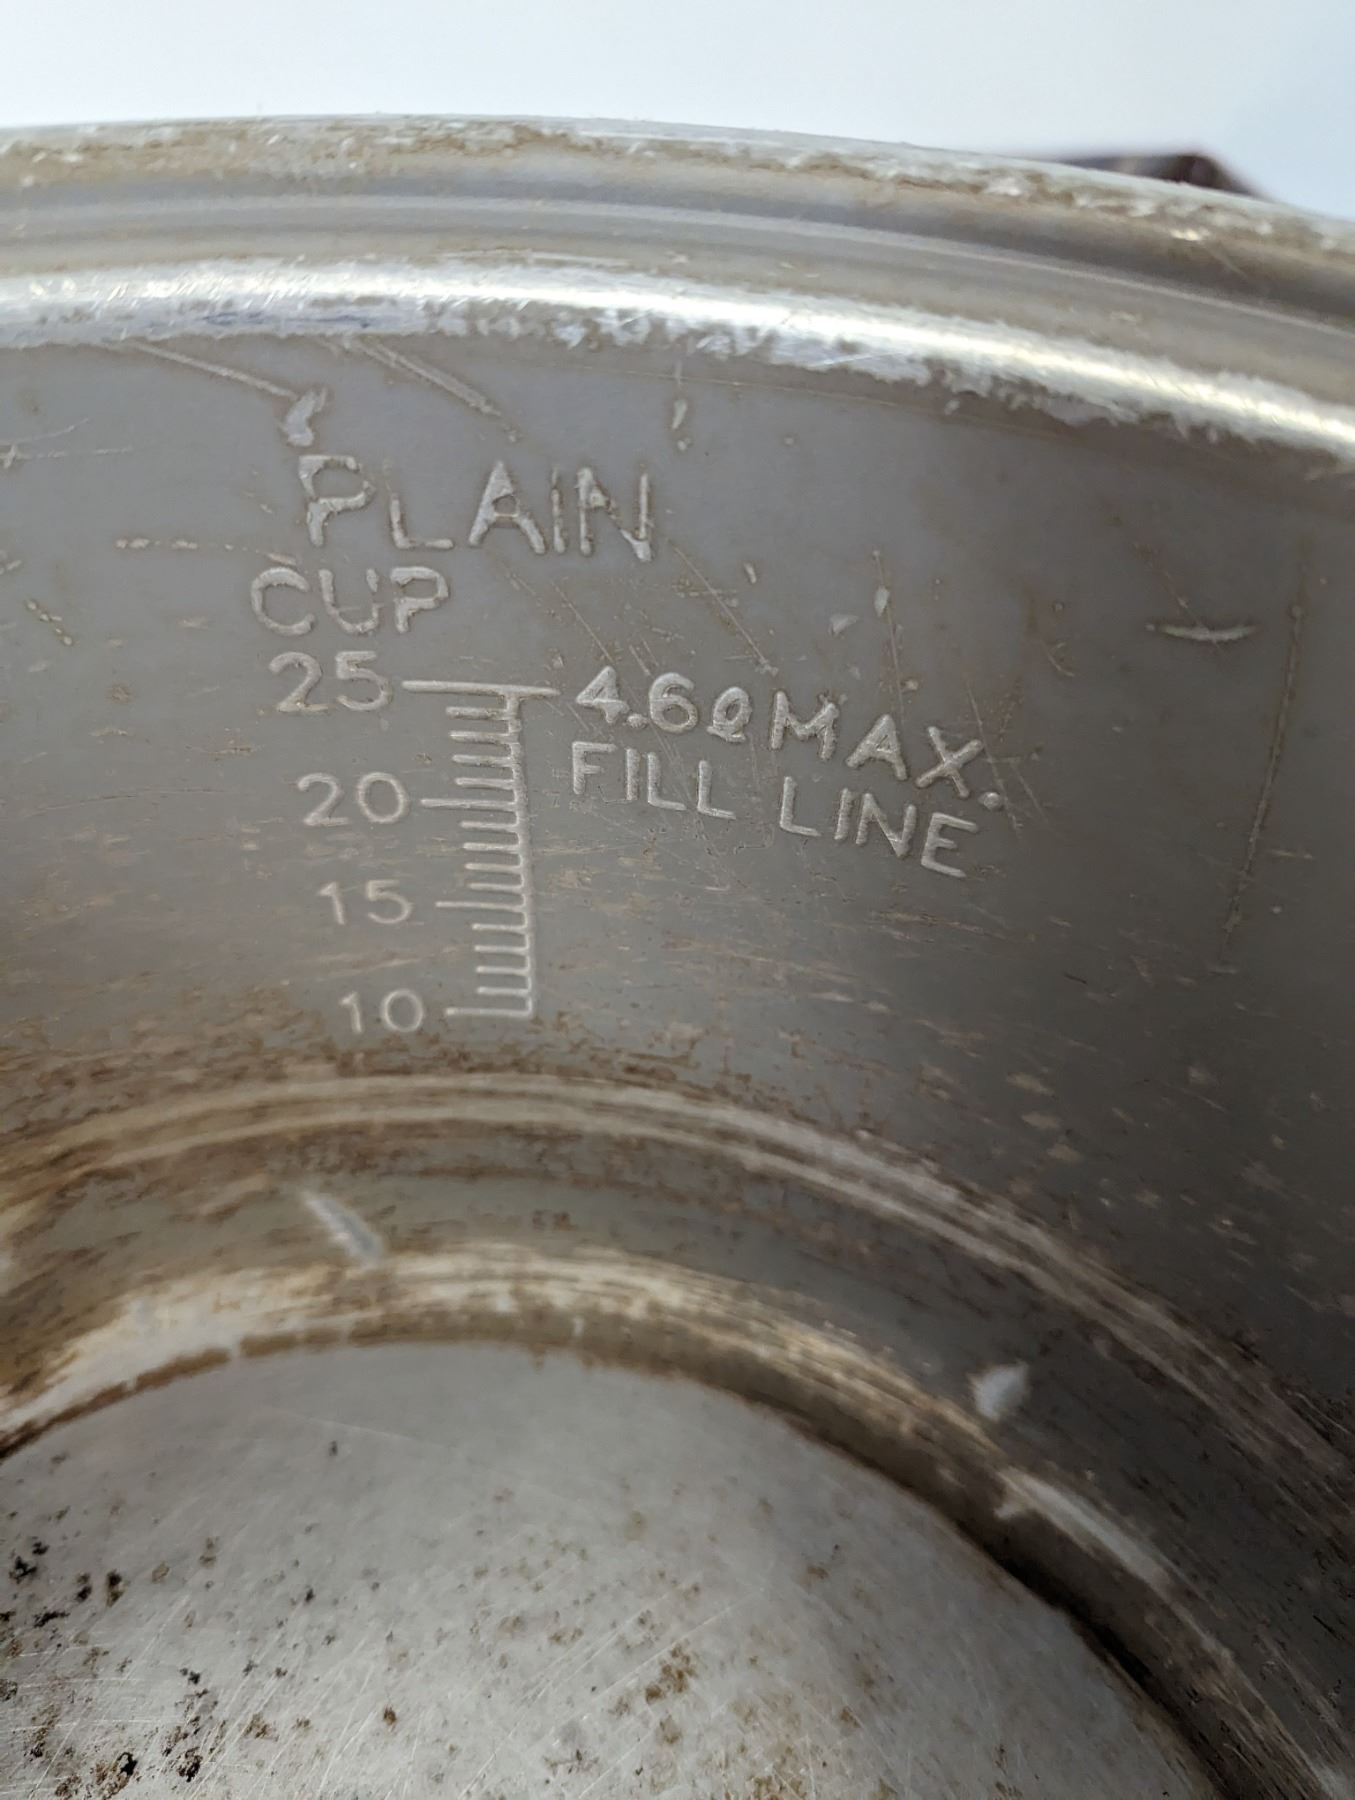 PLAIN
CUP
25 4.6ℓ MAX.
FILL LINE
20
15
10